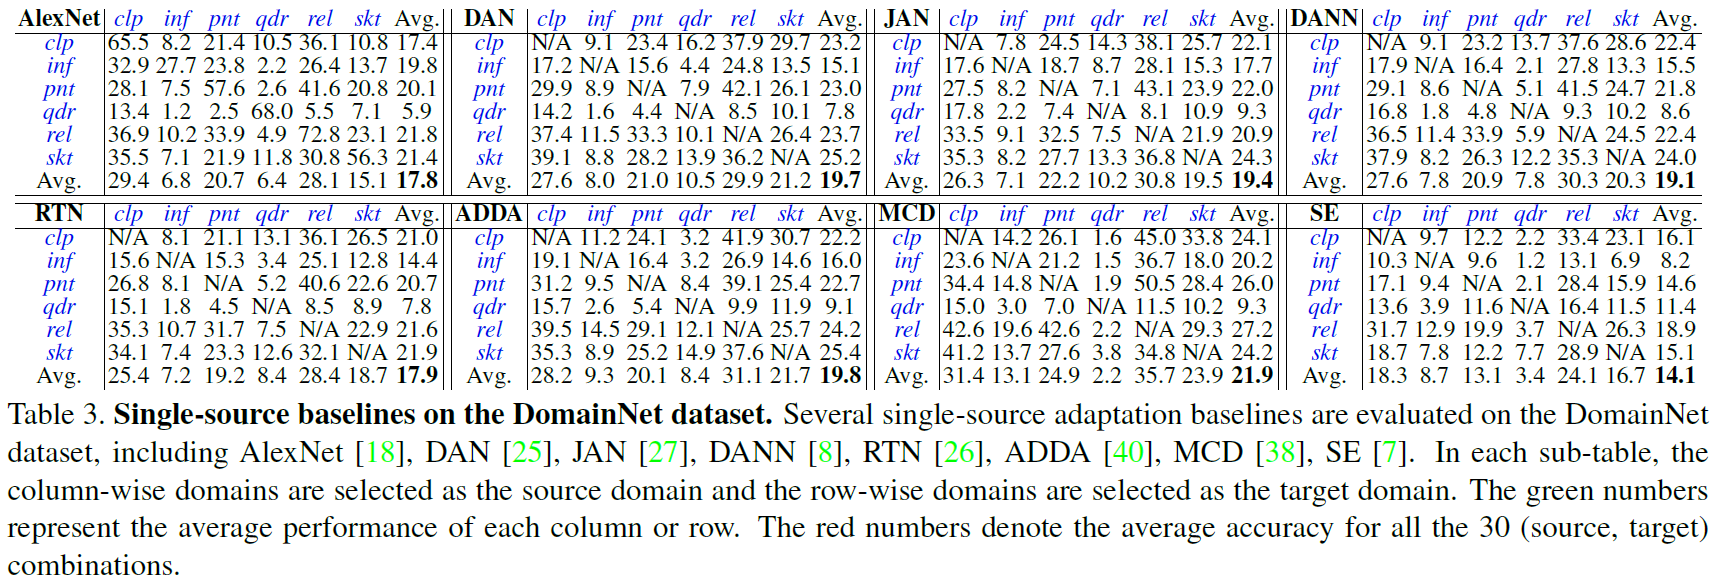 AlexNet clp inf pnt qdr rel skt Avg. DAN clp inf pnt qdr rel skt Avg. JAN clp inf pnt qdr rel skt Avg. DANN clp inf pnt qdr rel skt Avg.
clp 65.5 8.2 21.4 10.5 36.1 10.8 17.4 clp N/A 9.1 23.4 16.2 37.9 29.7 23.2 clp N/A 7.8 24.5 14.3 38.1 25.7 22.1 clp N/A 9.1 23.2 13.7 37.6 28.6 22.4
inf 32.9 27.7 23.8 2.2 26.4 13.7 19.8 inf 17.2 N/A 15.6 4.4 24.8 13.5 15.1 inf 17.6 N/A 18.7 8.7 28.1 15.3 17.7 inf 17.9 N/A 16.4 2.1 27.8 13.3 15.5
pnt 28.1 7.5 57.6 2.6 41.6 20.8 20.1 pnt 29.9 8.9 N/A 7.9 42.1 26.1 23.0 pnt 27.5 8.2 N/A 7.1 43.1 23.9 22.0 pnt 29.1 8.6 N/A 5.1 41.5 24.7 21.8
qdr 13.4 1.2 2.5 68.0 5.5 7.1 5.9 qdr 14.2 1.6 4.4 N/A 8.5 10.1 7.8 qdr 17.8 2.2 7.4 N/A 8.1 10.9 9.3 qdr 16.8 1.8 4.8 N/A 9.3 10.2 8.6
rel 36.9 10.2 33.9 4.9 72.8 23.1 21.8 rel 37.4 11.5 33.3 10.1 N/A 26.4 23.7 rel 33.5 9.1 32.5 7.5 N/A 21.9 20.9 rel 36.5 11.4 33.9 5.9 N/A 24.5 22.4
skt 35.5 7.1 21.9 11.8 30.8 56.3 21.4 skt 39.1 8.8 28.2 13.9 36.2 N/A 25.2 skt 35.3 8.2 27.7 13.3 36.8 N/A 24.3 skt 37.9 8.2 26.3 12.2 35.3 N/A 24.0
Avg. 29.4 6.8 20.7 6.4 28.1 15.1 17.8 Avg. 27.6 8.0 21.0 10.5 29.9 21.2 19.7 Avg. 26.3 7.1 22.2 10.2 30.8 19.5 19.4 Avg. 27.6 7.8 20.9 7.8 30.3 20.3 19.1
RTN clp inf pnt qdr rel skt Avg. ADDA clp inf pnt qdr rel skt Avg. MCD clp inf pnt qdr rel skt Avg. SE clp inf pnt qdr rel skt Avg.
clp N/A 8.1 21.1 13.1 36.1 26.5 21.0 clp N/A 11.2 24.1 3.2 41.9 30.7 22.2 clp N/A 14.2 26.1 1.6 45.0 33.8 24.1 clp N/A 9.7 12.2 2.2 33.4 23.1 16.1
inf 15.6 N/A 15.3 3.4 25.1 12.8 14.4 inf 19.1 N/A 16.4 3.2 26.9 14.6 16.0 inf 23.6 N/A 21.2 1.5 36.7 18.0 20.2 inf 10.3 N/A 9.6 1.2 13.1 6.9 8.2
pnt 26.8 8.1 N/A 5.2 40.6 22.6 20.7 pnt 31.2 9.5 N/A 8.4 39.1 25.4 22.7 pnt 34.4 14.8 N/A 1.9 50.5 28.4 26.0 pnt 17.1 9.4 N/A 2.1 28.4 15.9 14.6
qdr 15.1 1.8 4.5 N/A 8.5 8.9 7.8 qdr 15.7 2.6 5.4 N/A 9.9 11.9 9.1 qdr 15.0 3.0 7.0 N/A 11.5 10.2 9.3 qdr 13.6 3.9 11.6 N/A 16.4 11.5 11.4
rel 35.3 10.7 31.7 7.5 N/A 22.9 21.6 rel 39.5 14.5 29.1 12.1 N/A 25.7 24.2 rel 42.6 19.6 42.6 2.2 N/A 29.3 27.2 rel 31.7 12.9 19.9 3.7 N/A 26.3 18.9
skt 34.1 7.4 23.3 12.6 32.1 N/A 21.9 skt 35.3 8.9 25.2 14.9 37.6 N/A 25.4 skt 41.2 13.7 27.6 3.8 34.8 N/A 24.2 skt 18.7 7.8 12.2 7.7 28.9 N/A 15.1
Avg. 25.4 7.2 19.2 8.4 28.4 18.7 17.9 Avg. 28.2 9.3 20.1 8.4 31.1 21.7 19.8 Avg. 31.4 13.1 24.9 2.2 35.7 23.9 21.9 Avg. 18.3 8.7 13.1 3.4 24.1 16.7 14.1
Table 3. Single-source baselines on the DomainNet dataset. Several single-source adaptation baselines are evaluated on the DomainNet
dataset, including AlexNet [18], DAN [25], JAN [27], DANN [8], RTN [26], ADDA [40], MCD [38], SE [7]. In each sub-table, the
column-wise domains are selected as the source domain and the row-wise domains are selected as the target domain. The green numbers
represent the average performance of each column or row. The red numbers denote the average accuracy for all the 30 (source, target)
combinations.